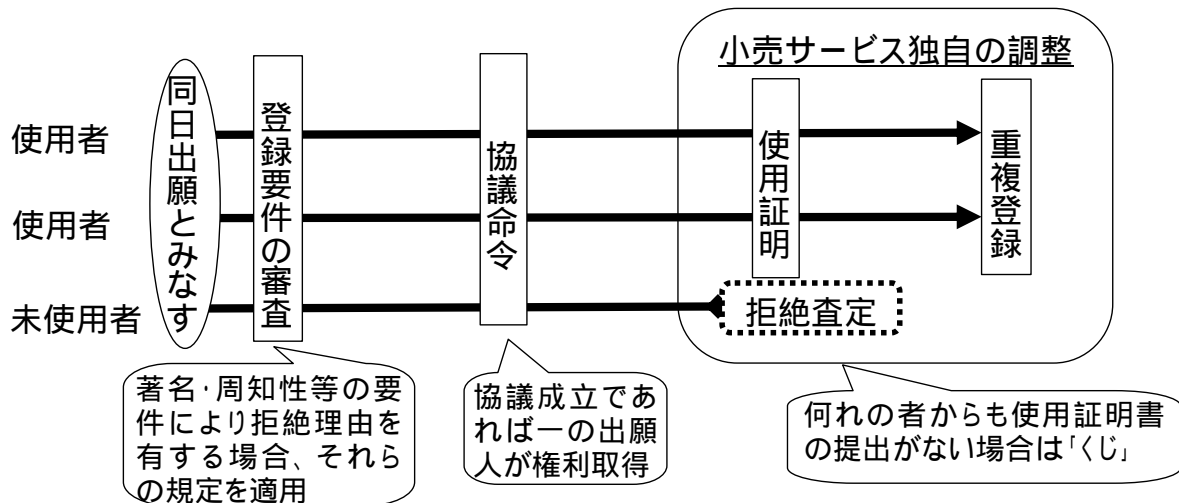 小売サービス独自の調整
使用者
使用者
未使用者
同日出願とみなす
登録要件の審査
協議命令
使用証明
重複登録
拒絶査定
著名・周知性等の要
件により拒絶理由を
有する場合、それら
の規定を適用
協議成立であ
れば一の出願
人が権利取得
何れの者からも使用証明書
の提出がない場合は「くじ」